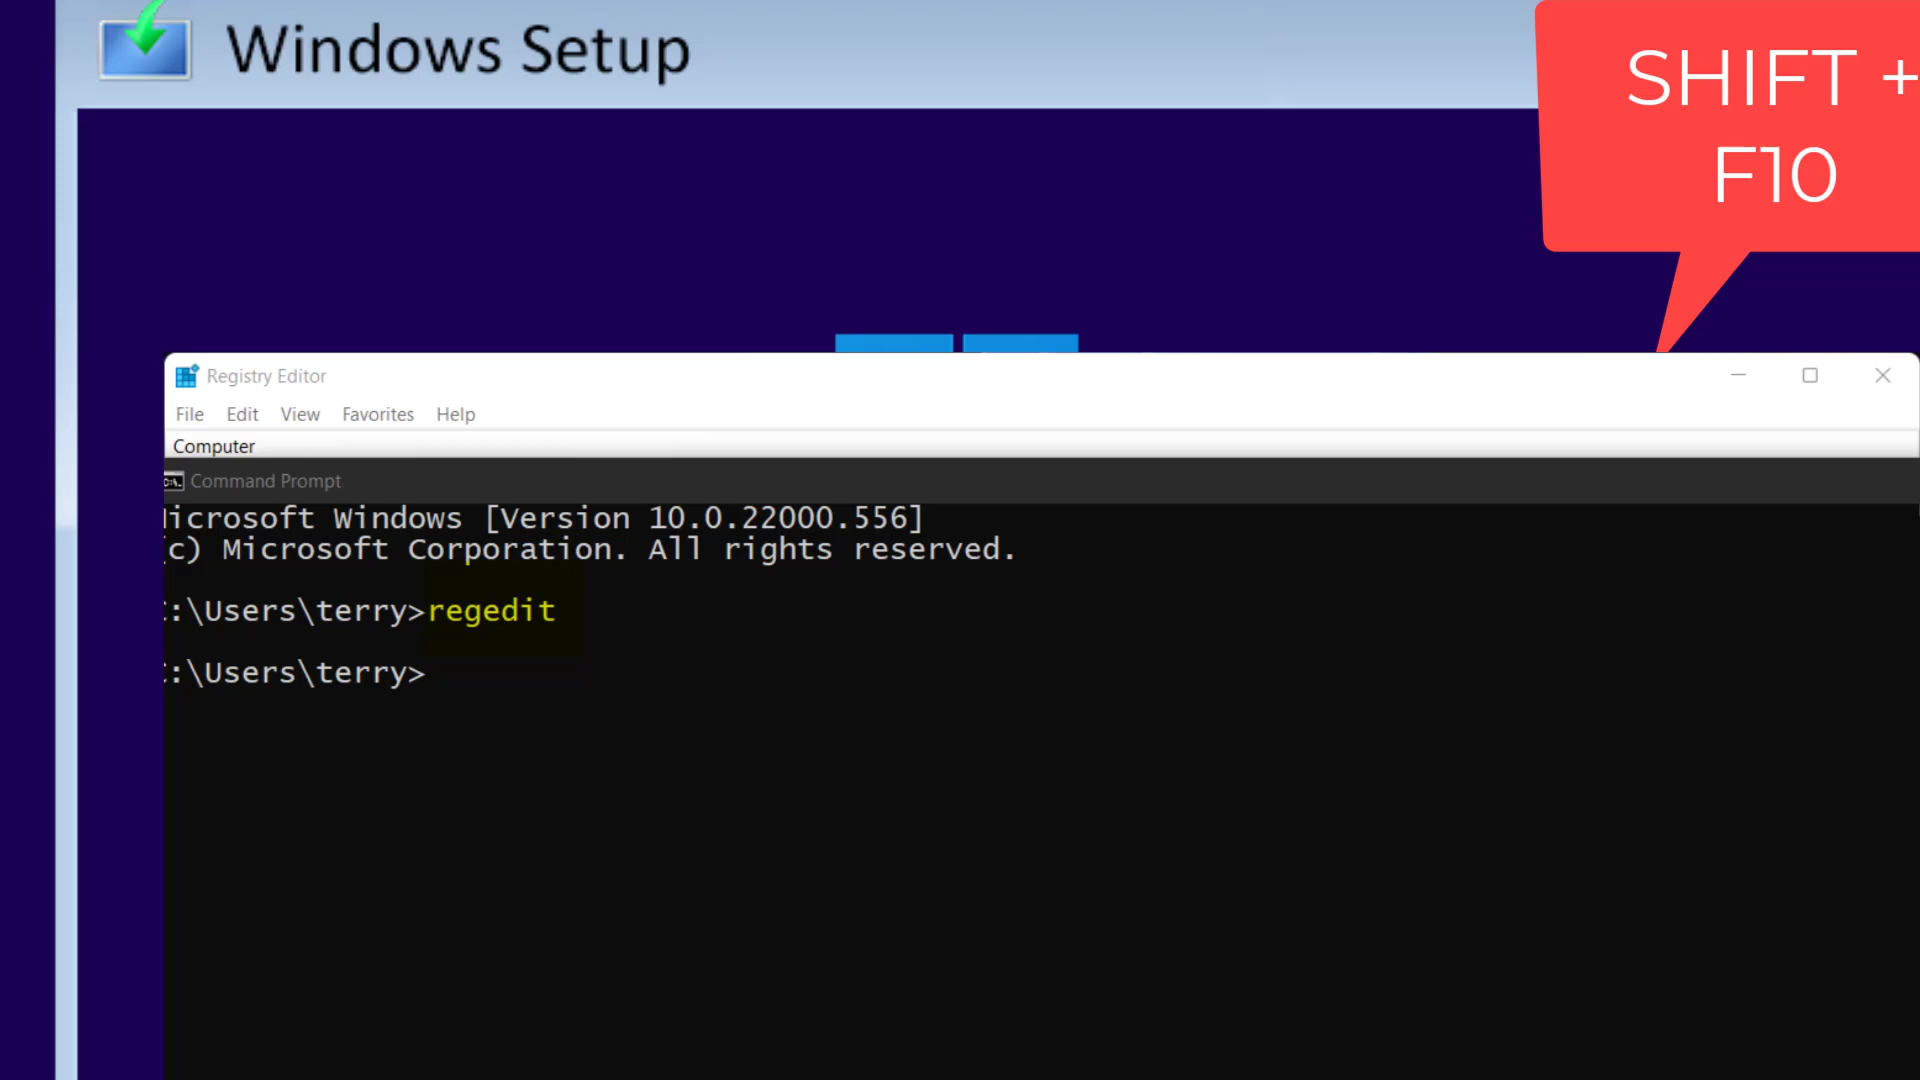 Windows Setup
SHIFT +
F10
Registry Editor
File Edit View Favorites Help
Computer
C:\. Command Prompt
icrosoft Windows [Version 10.0.22000.556]
(c) Microsoft Corporation. All rights reserved.
C:\Users\terry>regedit
C:\Users\terry>